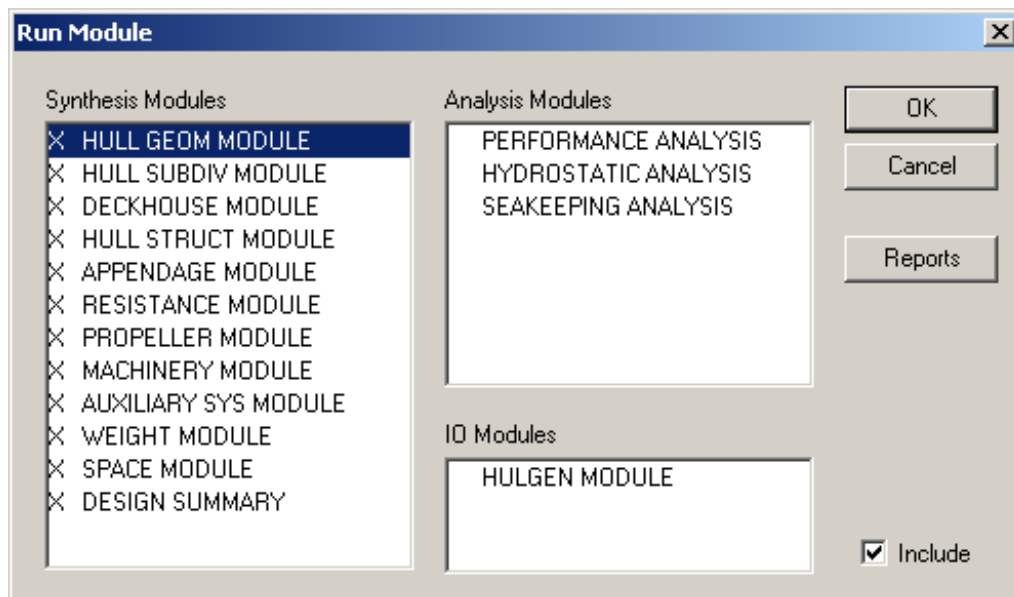 Run Module
Synthesis Modules
X HULL GEOM MODULE
X HULL SUBDIV MODULE
X DECKHOUSE MODULE
X HULL STRUCT MODULE
X APPENDAGE MODULE
X RESISTANCE MODULE
X PROPELLER MODULE
X MACHINERY MODULE
X AUXILIARY SYS MODULE
X WEIGHT MODULE
X SPACE MODULE
X DESIGN SUMMARY
Analysis Modules
PERFORMANCE ANALYSIS
HYDROSTATIC ANALYSIS
SEAKEEPING ANALYSIS
IO Modules
HULGEN MODULE
OK
Cancel
Reports
Include